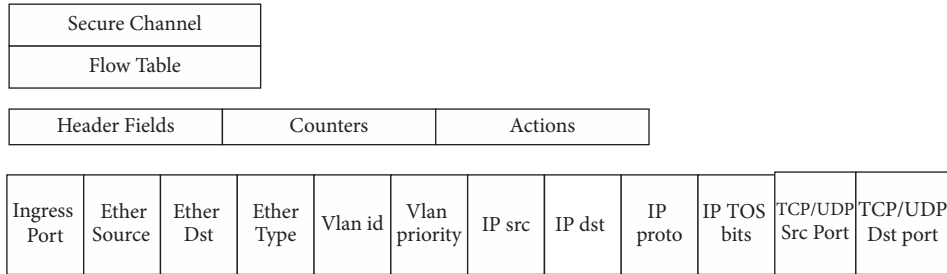 Secure Channel
Flow Table
Header Fields
Counters
Actions
Ingress
Port
Ether
Source
Ether
Dst
Ether
Type
Vlan id
Vlan
priority
IP src
IP dst
IP
proto
IP TOS
bits
TCP/UDP
Src Port
TCP/UDP
Dst port